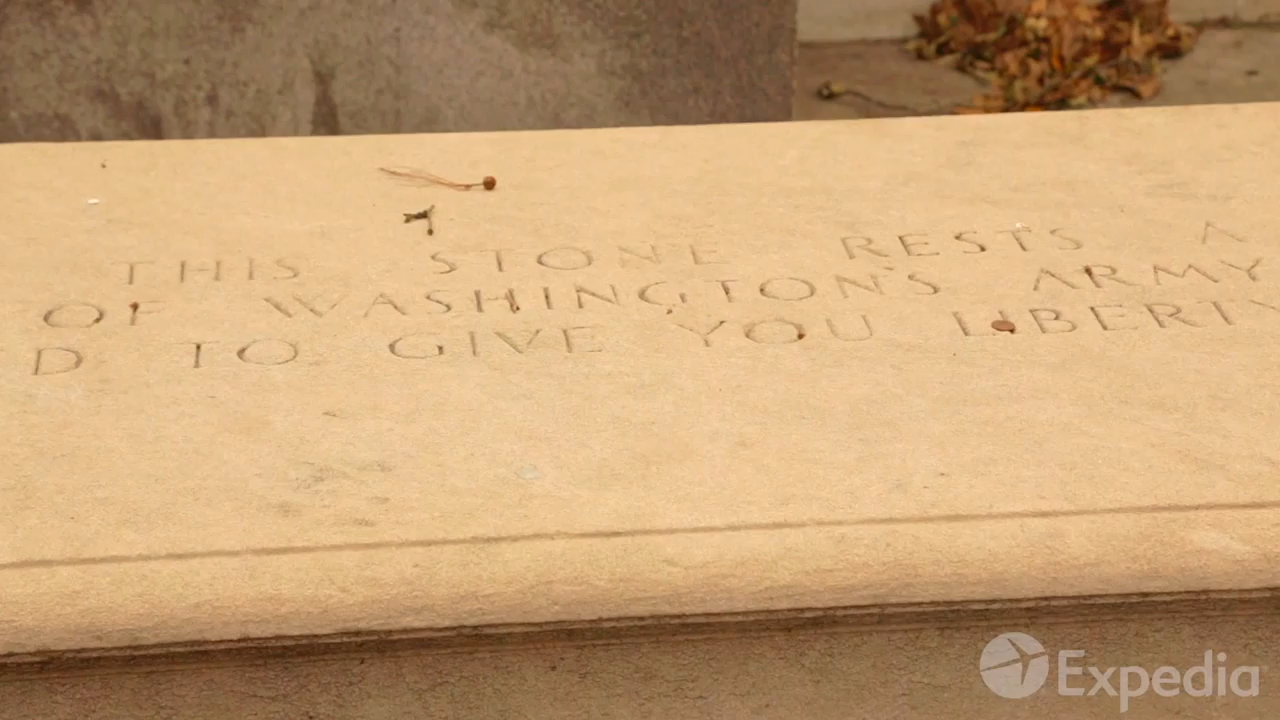 THIS STONE RESTS A
OF WASHINGTON'S ARMY
D TO GIVE YOU LIBERTY
Expedia